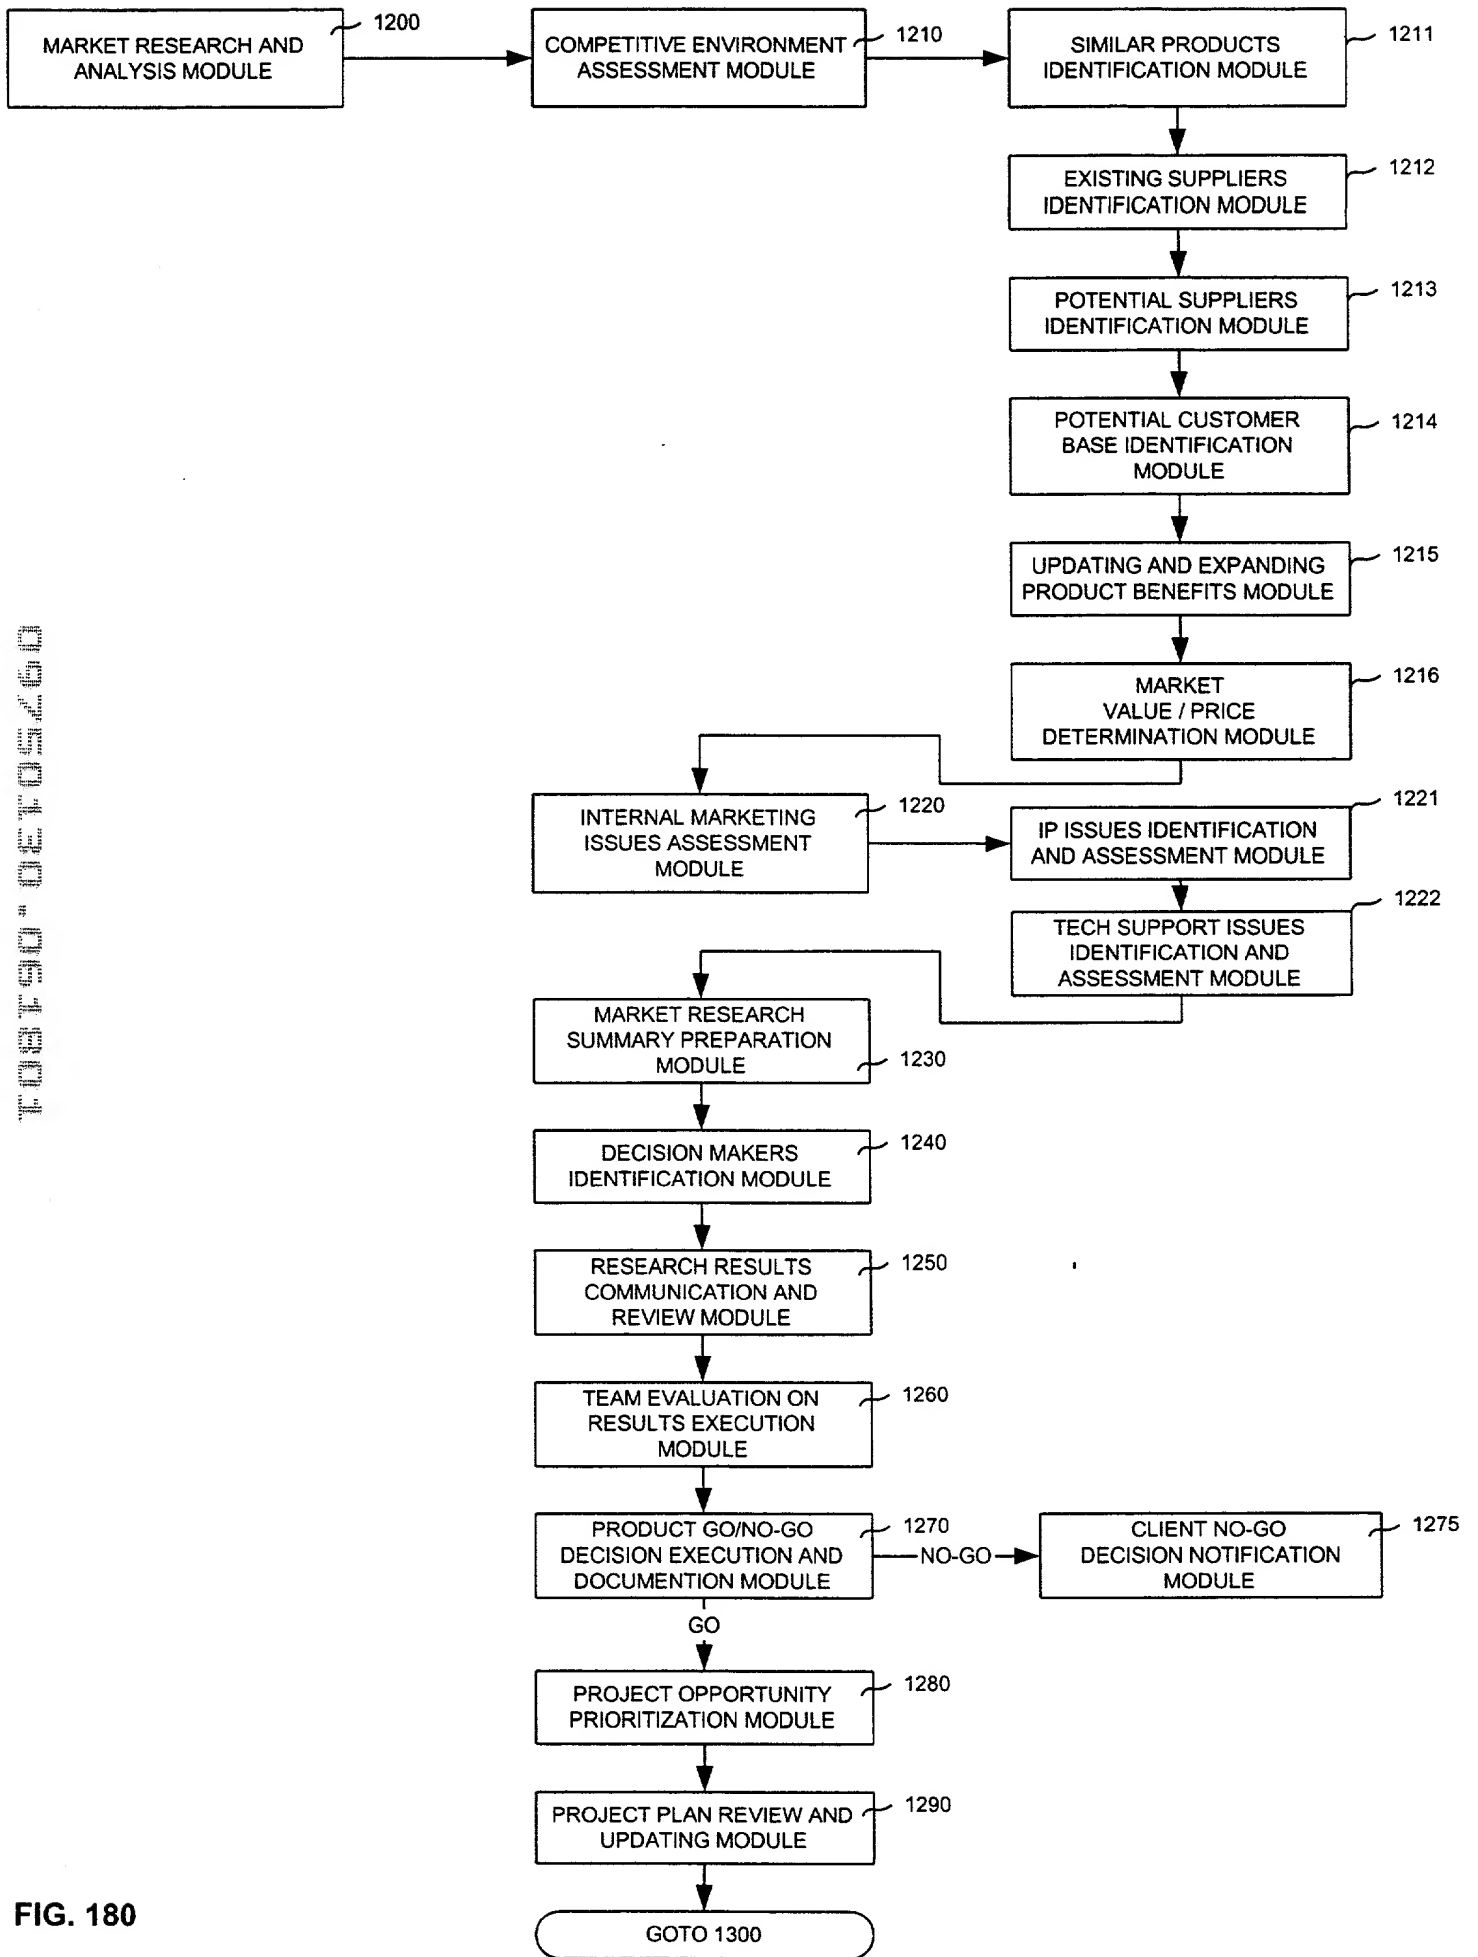 MARKET RESEARCH AND
ANALYSIS MODULE
1200
COMPETITIVE ENVIRONMENT
ASSESSMENT MODULE
1210
SIMILAR PRODUCTS
IDENTIFICATION MODULE
1211
EXISTING SUPPLIERS
IDENTIFICATION MODULE
1212
POTENTIAL SUPPLIERS
IDENTIFICATION MODULE
1213
POTENTIAL CUSTOMER
BASE IDENTIFICATION
MODULE
1214
UPDATING AND EXPANDING
PRODUCT BENEFITS MODULE
1215
MARKET
VALUE / PRICE
DETERMINATION MODULE
1216
INTERNAL MARKETING
ISSUES ASSESSMENT
MODULE
1220
IP ISSUES IDENTIFICATION
AND ASSESSMENT MODULE
1221
TECH SUPPORT ISSUES
IDENTIFICATION AND
ASSESSMENT MODULE
1222
MARKET RESEARCH
SUMMARY PREPARATION
MODULE
1230
DECISION MAKERS
IDENTIFICATION MODULE
1240
RESEARCH RESULTS
COMMUNICATION AND
REVIEW MODULE
1250
TEAM EVALUATION ON
RESULTS EXECUTION
MODULE
1260
PRODUCT GO/NO-GO
DECISION EXECUTION AND
DOCUMENTION MODULE
1270
NO-GO
CLIENT NO-GO
DECISION NOTIFICATION
MODULE
1275
GO
PROJECT OPPORTUNITY
PRIORITIZATION MODULE
1280
PROJECT PLAN REVIEW AND
UPDATING MODULE
1290
GOTO 1300
FIG. 180